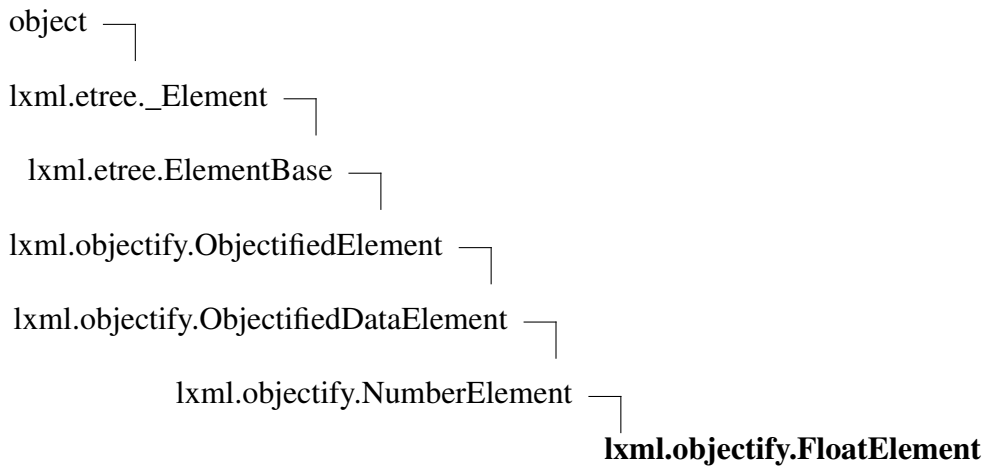 object
lxml.etree._Element
lxml.etree.ElementBase
lxml.objectify.ObjectifiedElement
lxml.objectify.ObjectifiedDataElement
lxml.objectify.NumberElement
lxml.objectify.FloatElement